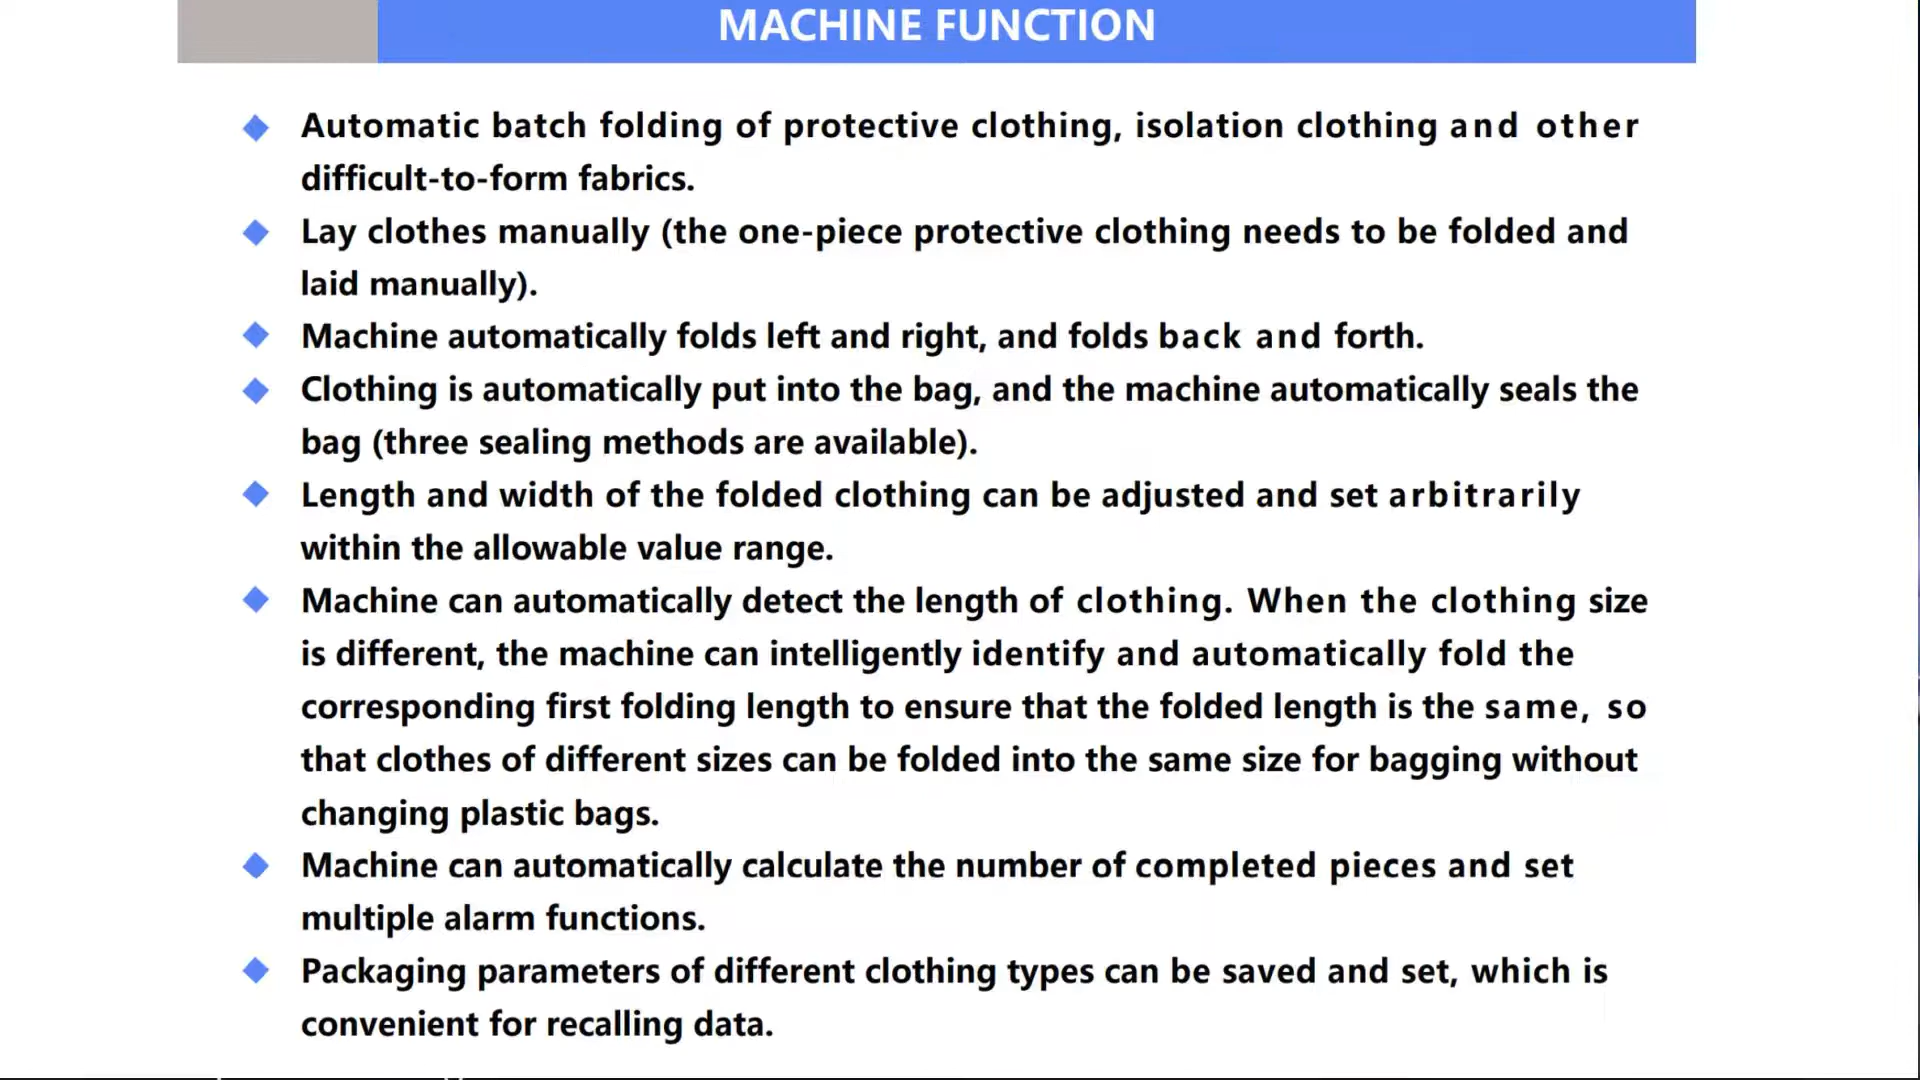 MACHINE FUNCTION
Automatic batch folding of protective clothing, isolation clothing and other
difficult-to-form fabrics.
Lay clothes manually (the one-piece protective clothing needs to be folded and
laid manually).
Machine automatically folds left and right, and folds back and forth.
Clothing is automatically put into the bag, and the machine automatically seals the
bag (three sealing methods are available).
Length and width of the folded clothing can be adjusted and set arbitrarily
within the allowable value range.
Machine can automatically detect the length of clothing. When the clothing size
is different, the machine can intelligently identify and automatically fold the
corresponding first folding length to ensure that the folded length is the same, so
that clothes of different sizes can be folded into the same size for bagging without
changing plastic bags.
Machine can automatically calculate the number of completed pieces and set
multiple alarm functions.
Packaging parameters of different clothing types can be saved and set, which is
convenient for recalling data.